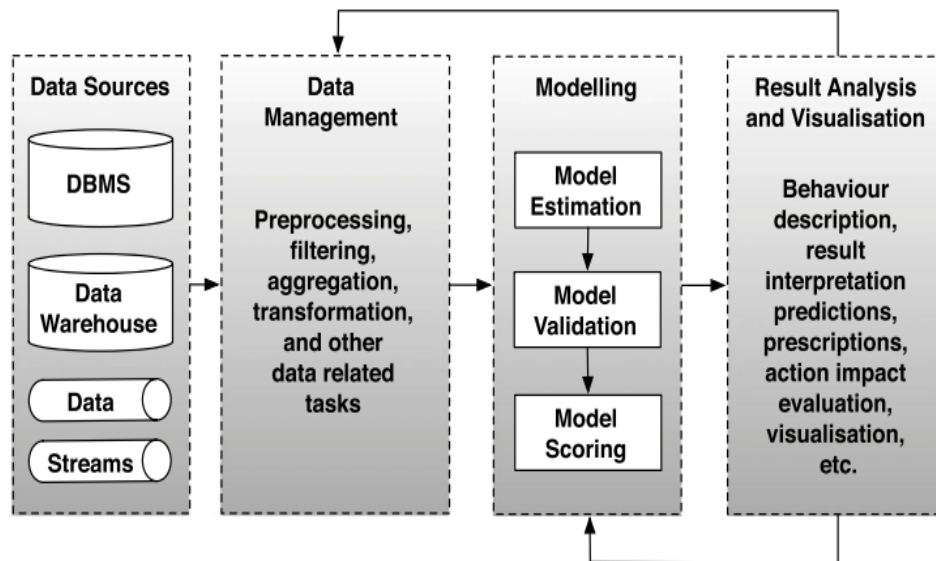 Data Sources
DBMS
Data
Warehouse
Data
Streams
Data
Management
Preprocessing,
filtering,
aggregation,
transformation,
and other
data related
tasks
Modelling
Model
Estimation
Model
Validation
Model
Scoring
Result Analysis
and Visualisation
Behaviour
description,
result
interpretation
predictions,
prescriptions,
action impact
evaluation,
visualisation,
etc.